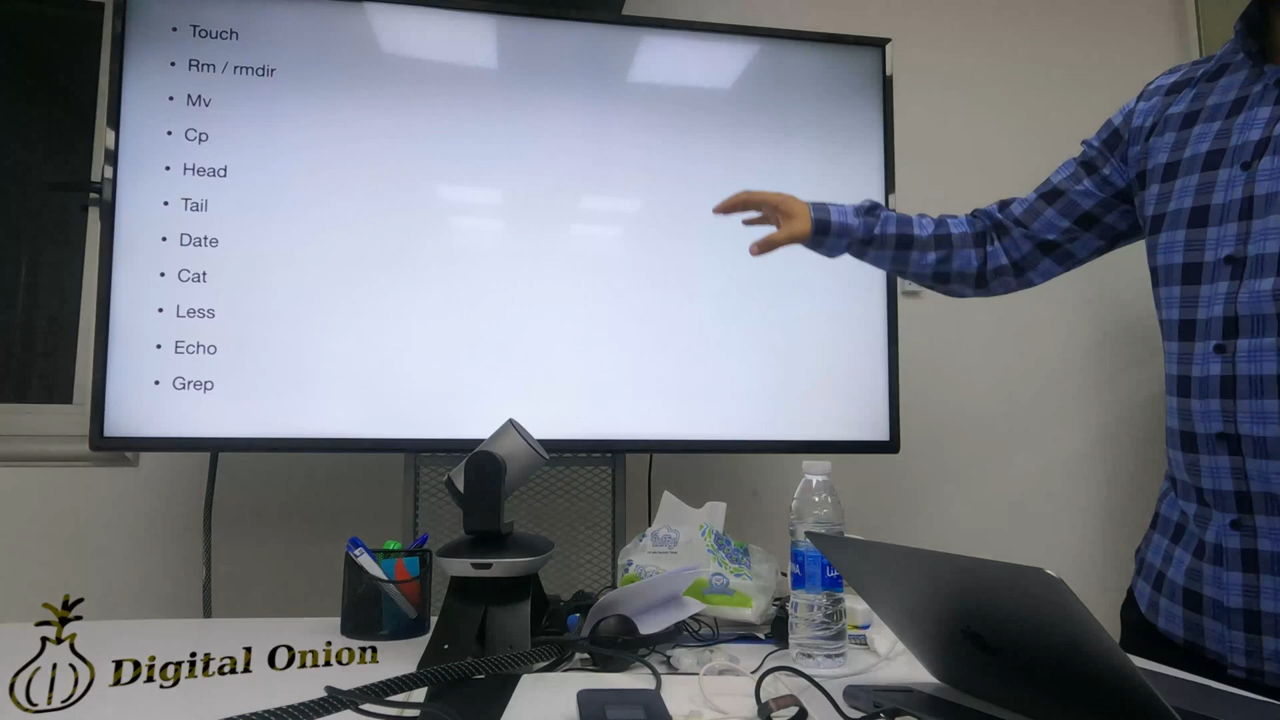 • Touch
• Rm / rmdir
• Mv
• Cp
• Head
• Tail
• Date
• Cat
• Less
• Echo
• Grep
Digital Onion